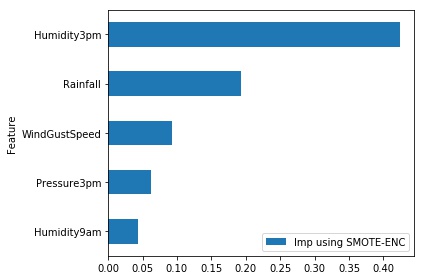 Humidity3pm
Rainfall
WindGustSpeed
Pressure3pm
Humidity9am
Feature
Imp using SMOTE-ENC
0.00 0.05 0.10 0.15 0.20 0.25 0.30 0.35 0.40